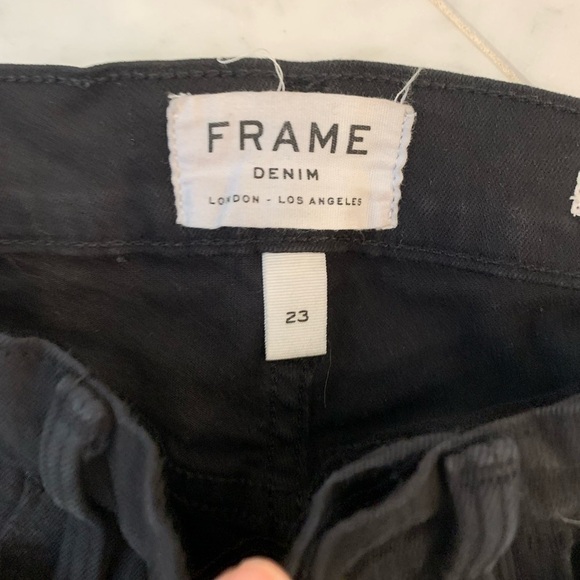 FRAME
DENIM
LONDON - LOS ANGELES
23